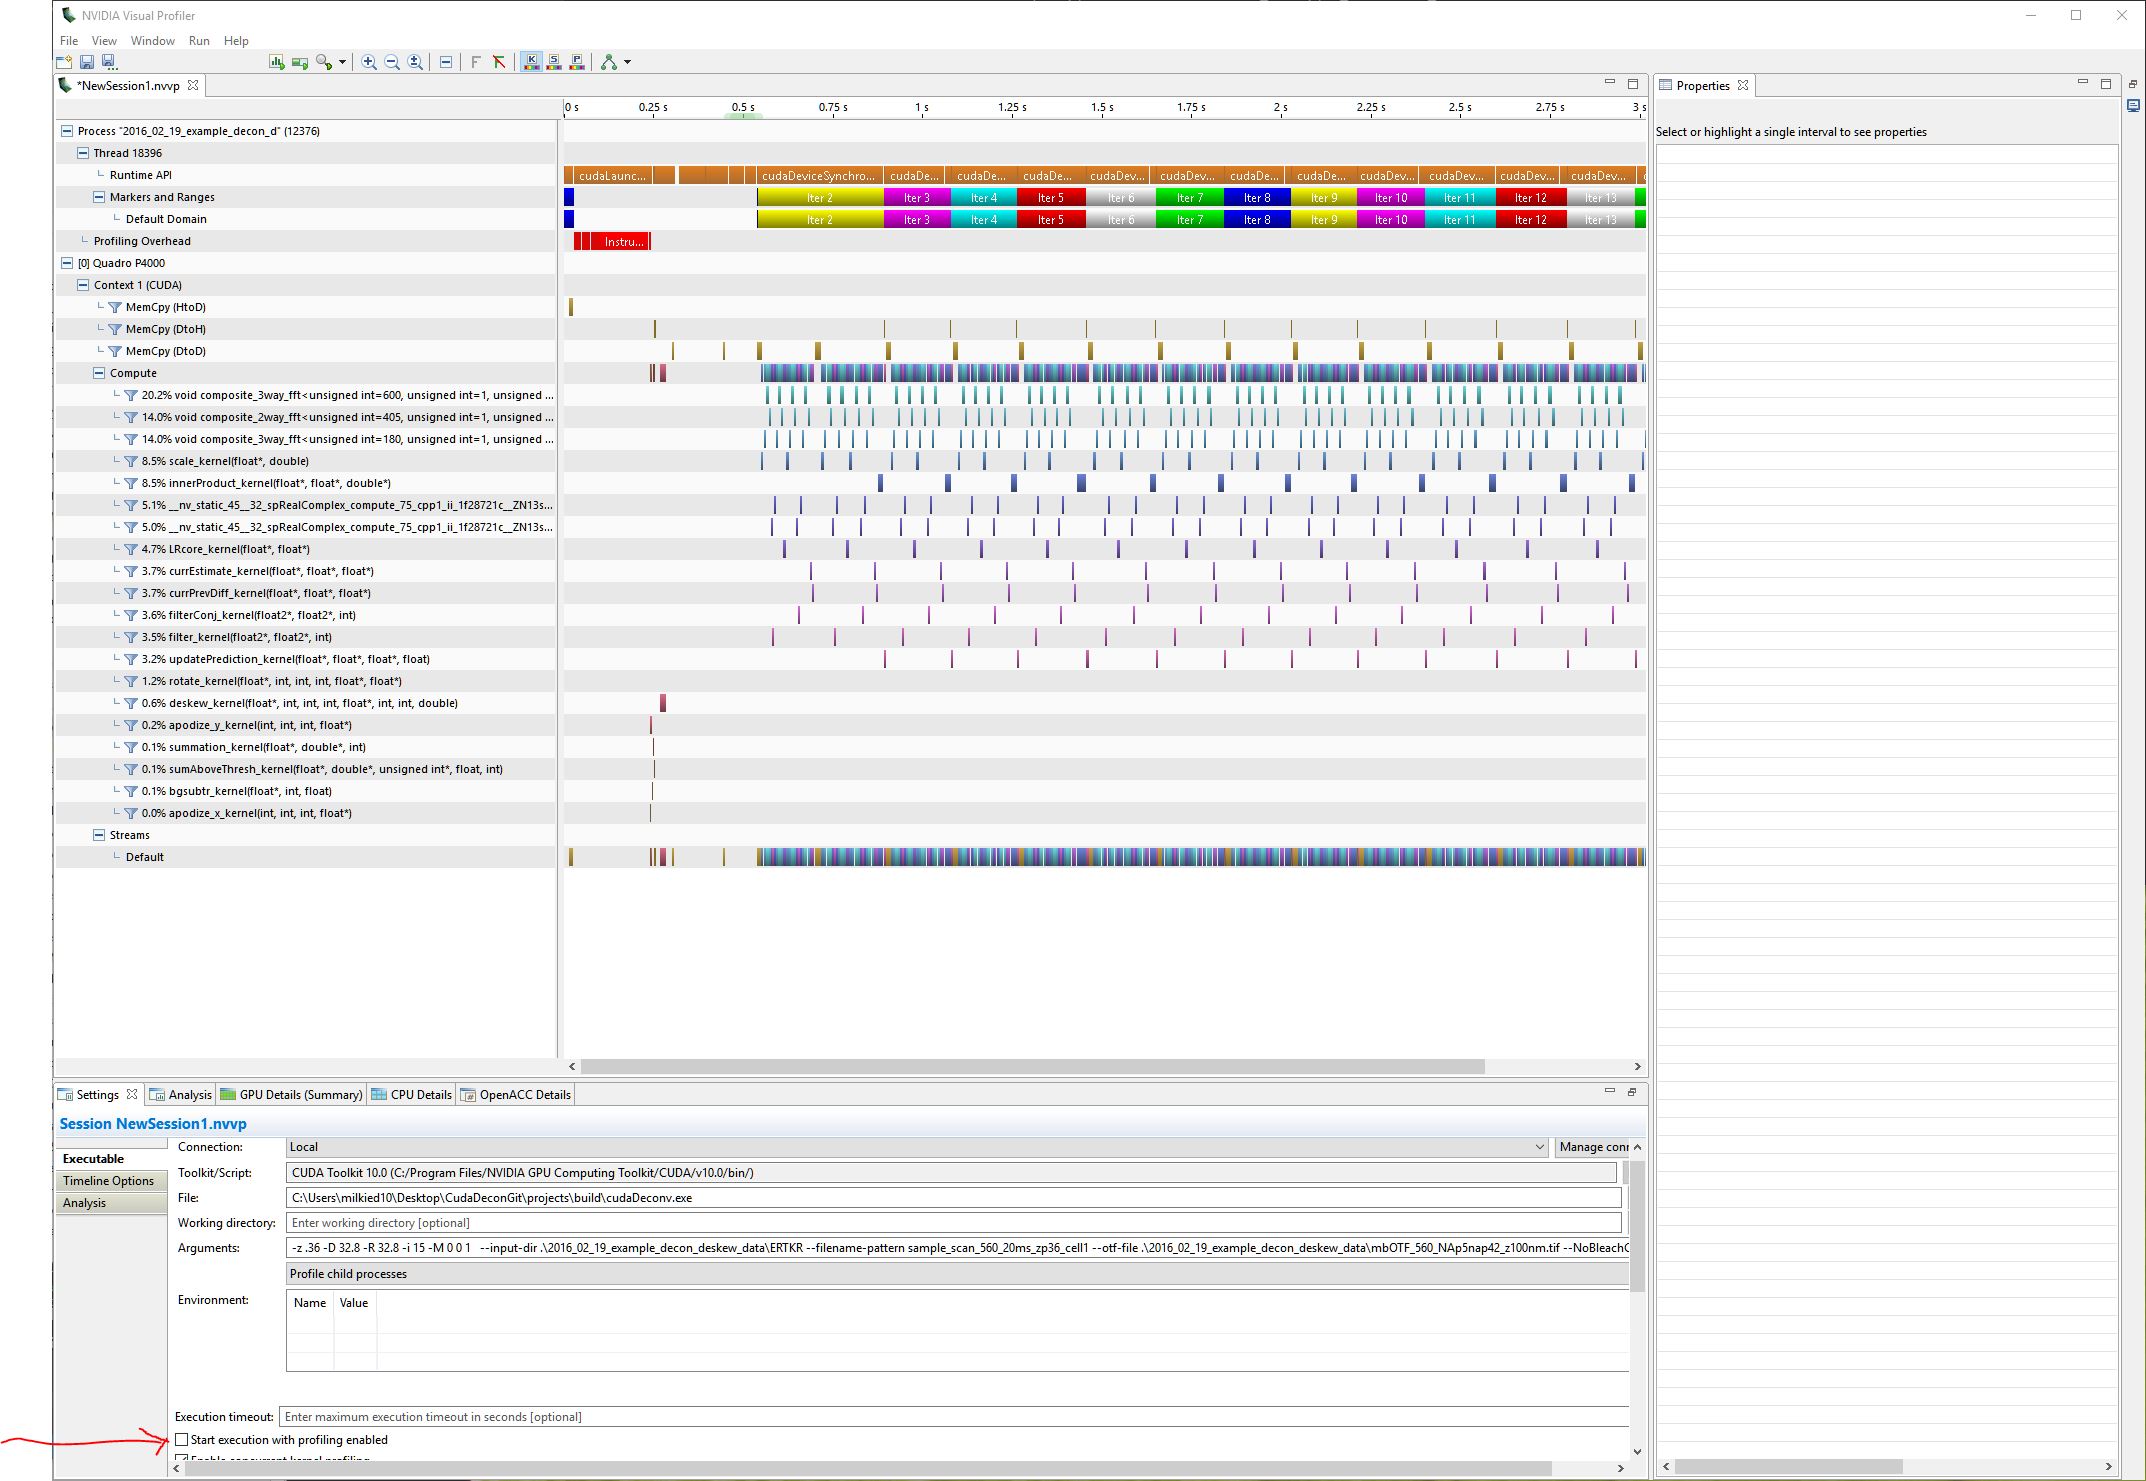 NVIDIA Visual Profiler
File View Window Run Help
*NewSession1.nvvp
Properties
0 s 0.25 s 0.5 s 0.75 s 1 s 1.25 s 1.5 s 1.75 s 2 s 2.25 s 2.5 s 2.75 s 3 s
Select or highlight a single interval to see properties
Process "2016_02_19_example_decon_d" (12376)
Thread 18396
Runtime API
cudaLaunc... cudaDeviceSynchro... cudaDe... cudaDe... cudaDe... cudaDev... cudaDev... cudaDe... cudaDe... cudaDev... cudaDev... cudaDev... cudaDev...
Markers and Ranges
Iter 2 Iter 3 Iter 4 Iter 5 Iter 6 Iter 7 Iter 8 Iter 9 Iter 10 Iter 11 Iter 12 Iter 13
Default Domain
Iter 2 Iter 3 Iter 4 Iter 5 Iter 6 Iter 7 Iter 8 Iter 9 Iter 10 Iter 11 Iter 12 Iter 13
Profiling Overhead
Instru...
[0] Quadro P4000
Context 1 (CUDA)
MemCpy (HtoD)
MemCpy (DtoH)
MemCpy (DtoD)
Compute
20.2% void composite_3way_fft<unsigned int=600, unsigned int=1, unsigned ...
14.0% void composite_2way_fft<unsigned int=405, unsigned int=1, unsigned ...
14.0% void composite_3way_fft<unsigned int=180, unsigned int=1, unsigned ...
8.5% scale_kernel(float*, double)
8.5% innerProduct_kernel(float*, float*, double*)
5.1% __nv_static_45__32_spRealComplex_compute_75_cpp1_ii_1f28721c__ZN13s...
5.0% __nv_static_45__32_spRealComplex_compute_75_cpp1_ii_1f28721c__ZN13s...
4.7% LRcore_kernel(float*, float*)
3.7% currEstimate_kernel(float*, float*, float*)
3.7% currPrevDiff_kernel(float*, float*, float*)
3.6% filterConj_kernel(float2*, float2*, int)
3.5% filter_kernel(float2*, float2*, int)
3.2% updatePrediction_kernel(float*, float*, float*, float)
1.2% rotate_kernel(float*, int, int, int, float*, float*)
0.6% deskew_kernel(float*, int, int, int, float*, int, int, double)
0.2% apodize_y_kernel(int, int, int, float*)
0.1% summation_kernel(float*, double*, int)
0.1% sumAboveThresh_kernel(float*, double*, unsigned int*, float, int)
0.1% bgsubtr_kernel(float*, int, float)
0.0% apodize_x_kernel(int, int, int, float*)
Streams
Default
Settings Analysis GPU Details (Summary) CPU Details OpenACC Details
Session NewSession1.nvvp
Executable
Timeline Options
Analysis
Connection: Local Manage conn
Toolkit/Script: CUDA Toolkit 10.0 (C:/Program Files/NVIDIA GPU Computing Toolkit/CUDA/v10.0/bin/)
File: C:\Users\milkied10\Desktop\CudaDeconGit\projects\build\cudaDeconv.exe
Working directory: Enter working directory [optional]
Arguments: -z .36 -D 32.8 -R 32.8 -i 15 -M 0 0 1 --input-dir .\2016_02_19_example_decon_deskew_data\ERTKR --filename-pattern sample_scan_560_20ms_zp36_cell1 --otf-file .\2016_02_19_example_decon_deskew_data\mbOTF_560_NAp5nap42_z100nm.tif --NoBleachC
Profile child processes
Environment: Name Value
Execution timeout: Enter maximum execution timeout in seconds [optional]
Start execution with profiling enabled
Enable concurrent kernel profiling